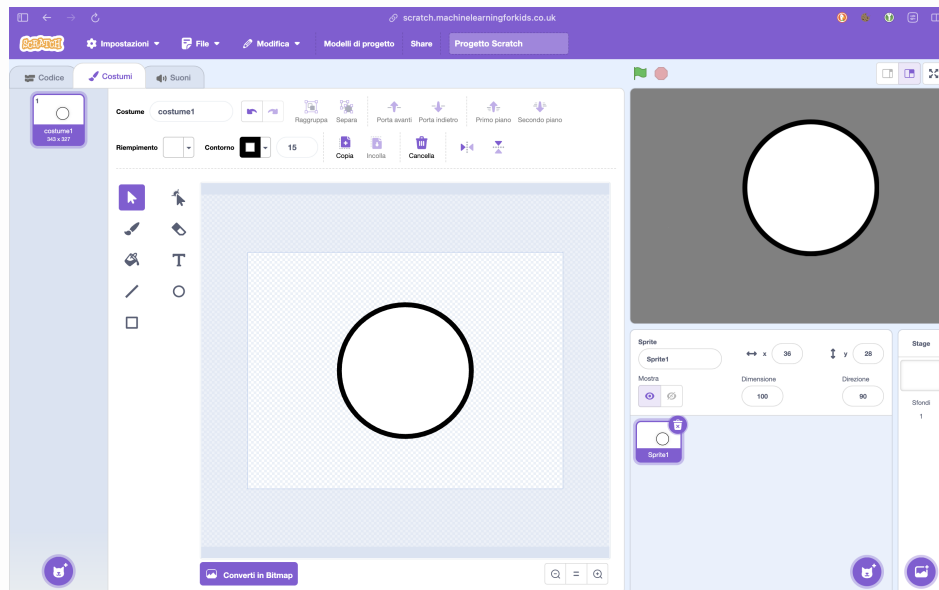 scratch.machinelearningforkids.co.uk
SCRATCH Impostazioni File Modifica Modelli di progetto Share Progetto Scratch
Codice Costumi Suoni
1
costume1
343 x 327
Costume costume1 Raggruppa Separa Porta avanti Porta indietro Primo piano Secondo piano
Riempimento Contorno 15 Copia Incolla Cancella
T
Converti in Bitmap
=
Sprite
Sprite1 x 36 y 28
Mostra Dimensione Direzione
100 90
Sprite1
Stage
Sfondi
1